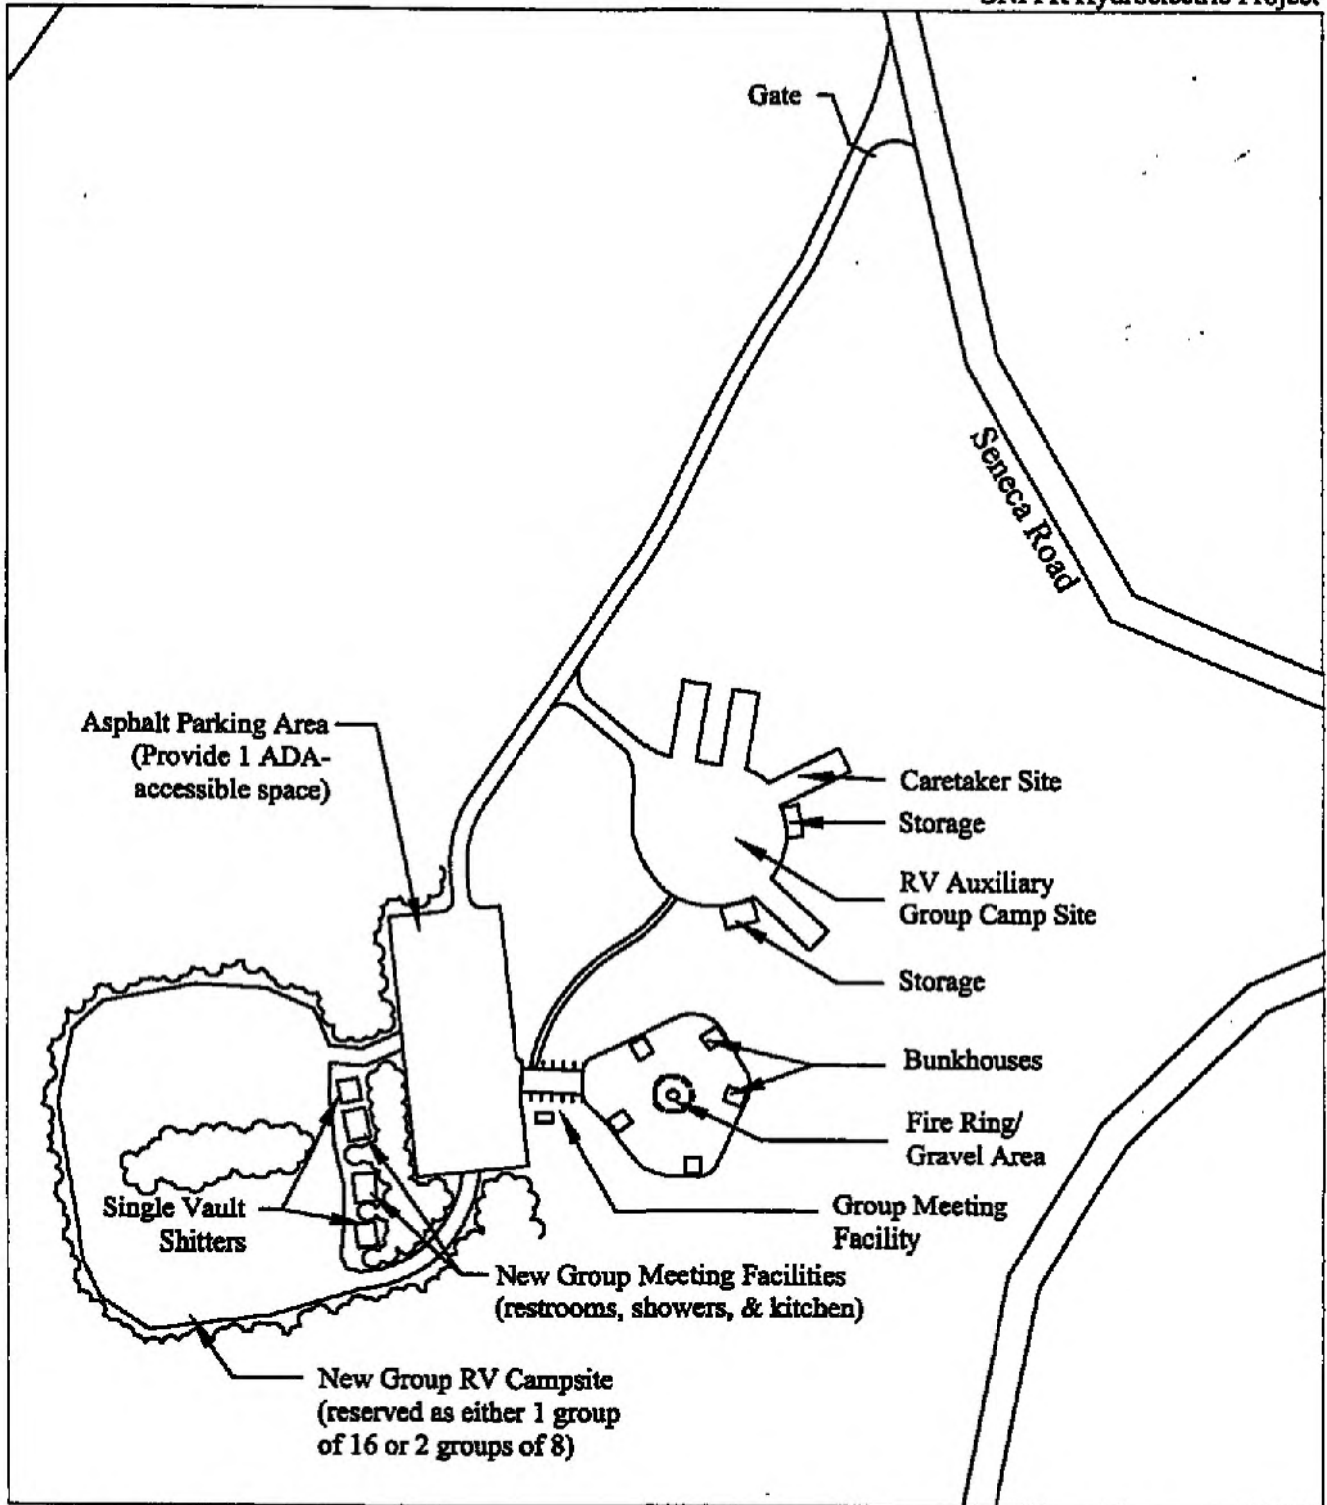 Hydroelectric Project
Gate
Seneca Road
Asphalt Parking Area
(Provide 1 ADA-
accessible space)
Caretaker Site
Storage
RV Auxiliary
Group Camp Site
Storage
Bunkhouses
Fire Ring/
Gravel Area
Single Vault
Shitters
Group Meeting
Facility
New Group Meeting Facilities
(restrooms, showers, & kitchen)
New Group RV Campsite
(reserved as either 1 group
of 16 or 2 groups of 8)